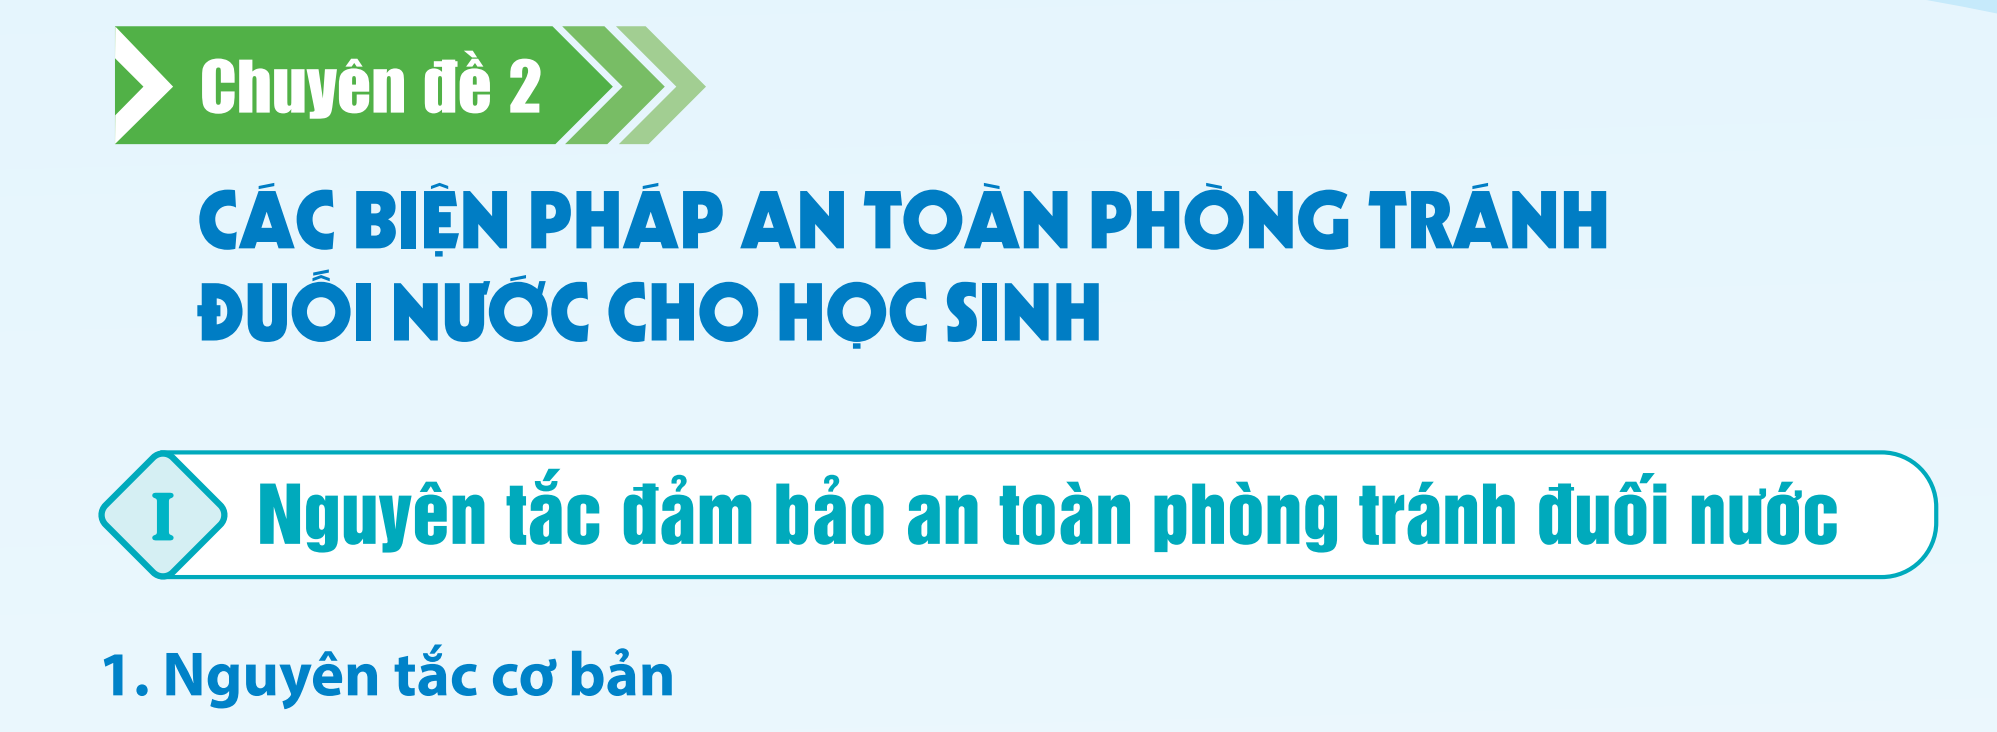 Chuyên đề 2
CÁC BIỆN PHÁP AN TOÀN PHÒNG TRÁNH
ĐUỐI NƯỚC CHO HỌC SINH
I Nguyên tắc đảm bảo an toàn phòng tránh đuối nước
1. Nguyên tắc cơ bản